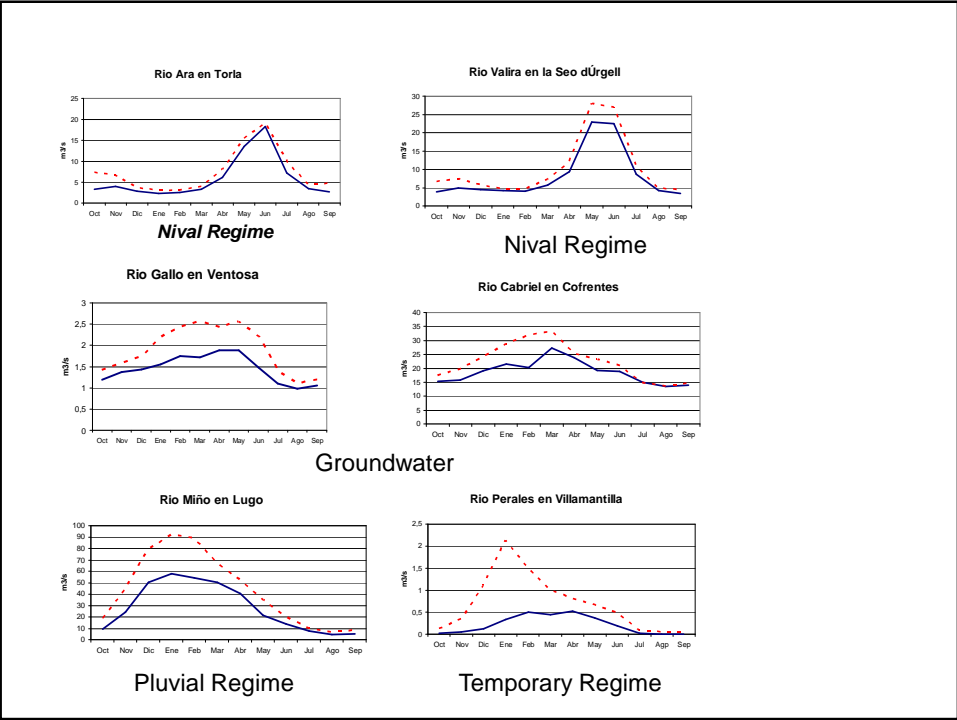 Rio Ara en Torla
25
20
15
10
5
0
m3/s
Oct Nov Dic Ene Feb Mar Abr May Jun Jul Ago Sep
Nival Regime
Rio Valira en la Seo dÚrgell
30
25
20
15
10
5
0
m3/s
Oct Nov Dic Ene Feb Mar Abr May Jun Jul Ago Sep
Nival Regime
Rio Gallo en Ventosa
3
2,5
2
1,5
1
0,5
0
m3/s
Oct Nov Dic Ene Feb Mar Abr May Jun Jul Ago Sep
Rio Cabriel en Cofrentes
40
35
30
25
20
15
10
5
0
m3/s
Oct Nov Dic Ene Feb Mar Abr May Jun Jul Ago Sep
Groundwater
Rio Miño en Lugo
100
90
80
70
60
50
40
30
20
10
0
m3/s
Oct Nov Dic Ene Feb Mar Abr May Jun Jul Ago Sep
Pluvial Regime
Rio Perales en Villamantilla
2,5
2
1,5
1
0,5
0
m3/s
Oct Nov Dic Ene Feb Mar Abr May Jun Jul Ago Sep
Temporary Regime